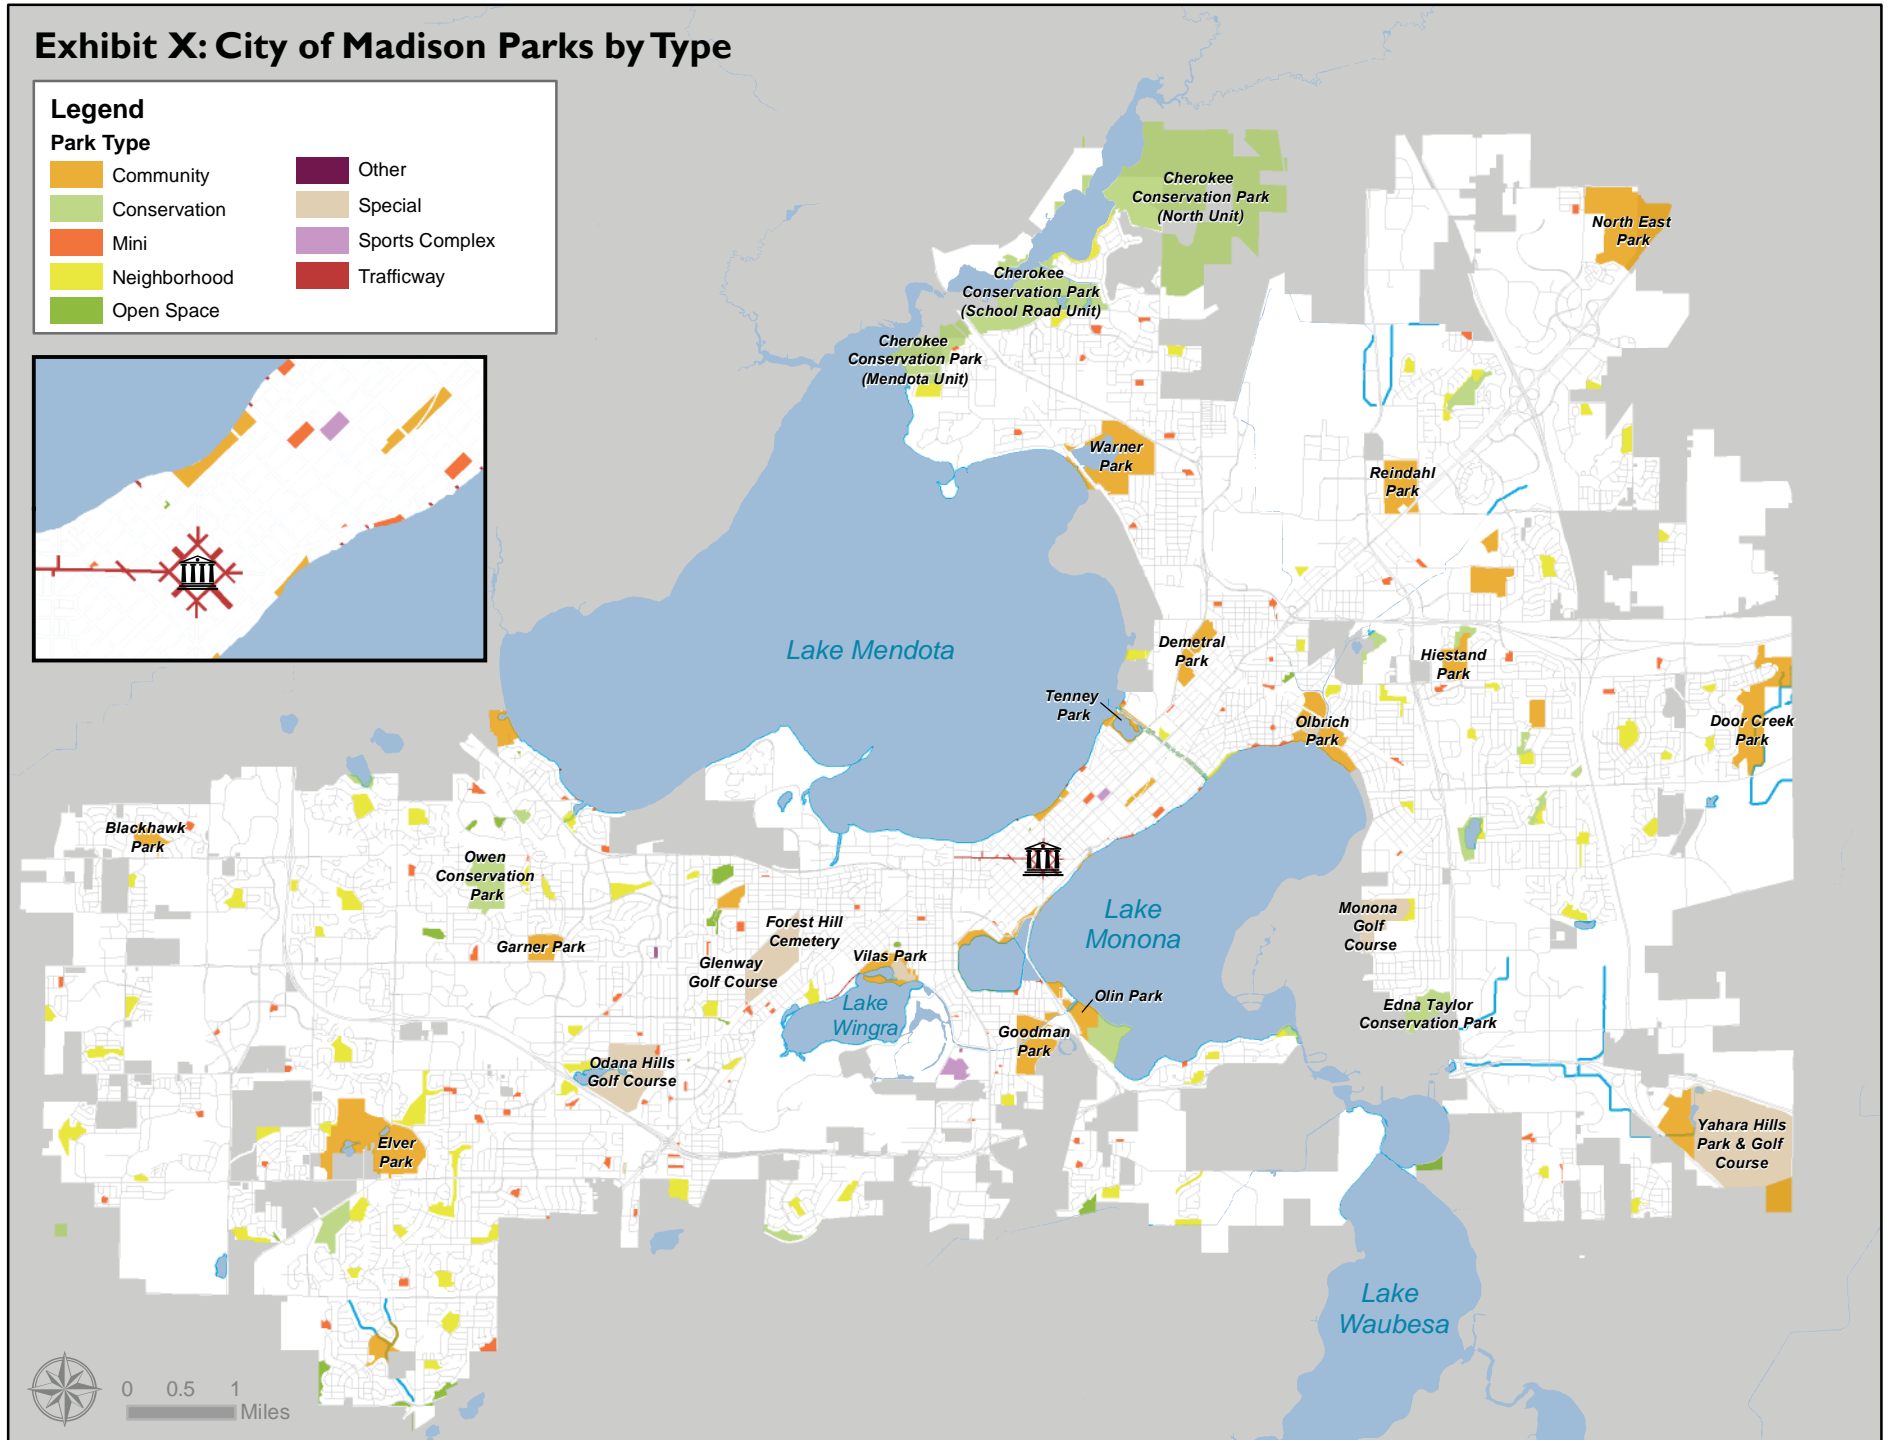 Exhibit X: City of Madison Parks by Type
Legend
Park Type
Community
Conservation
Mini
Neighborhood
Open Space
Other
Special
Sports Complex
Trafficway
Cherokee
Conservation Park
(North Unit)
North East
Park
Cherokee
Conservation Park
(School Road Unit)
Cherokee
Conservation Park
(Mendota Unit)
Warner
Park
Reindahl
Park
Lake Mendota
Demetral
Park
Hiestand
Park
Tenney
Park
Olbrich
Park
Door Creek
Park
Blackhawk
Park
Owen
Conservation
Park
Garner Park
Forest Hill
Cemetery
Glenway
Golf Course
Vilas Park
Lake
Monona
Monona
Golf
Course
Lake
Wingra
Olin Park
Goodman
Park
Edna Taylor
Conservation Park
Odana Hills
Golf Course
Elver
Park
Yahara Hills
Park & Golf
Course
Lake
Waubesa
0 0.5 1
Miles